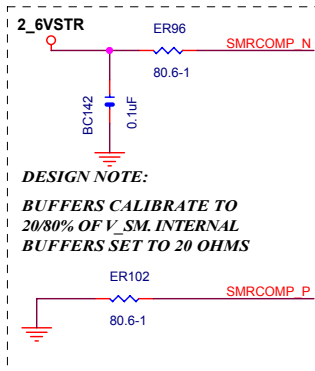 2_6VSTR
ER96
SMRCOMP_N
80.6-1
BC142
0.1uF
DESIGN NOTE:
BUFFERS CALIBRATE TO
20/80% OF V_SM. INTERNAL
BUFFERS SET TO 20 OHMS
ER102
SMRCOMP_P
80.6-1